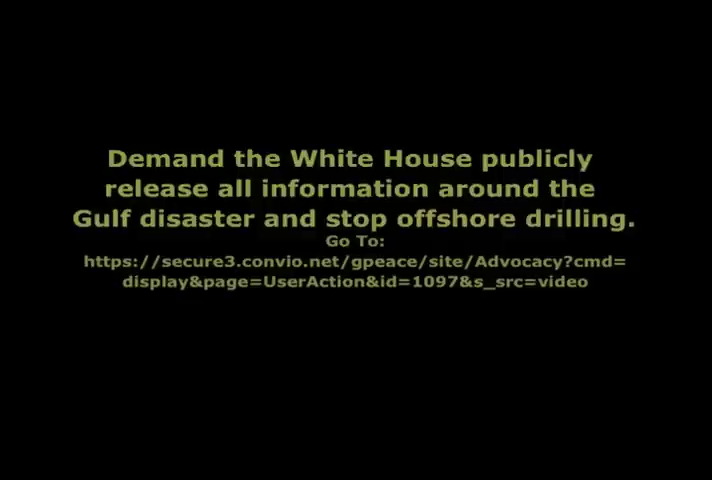 Demand the White House publicly
release all information around the
Gulf disaster and stop offshore drilling.
Go To:
https://secure3.convio.net/gpeace/site/Advocacy?cmd=
display&page=UserAction&id=1097&s_src=video